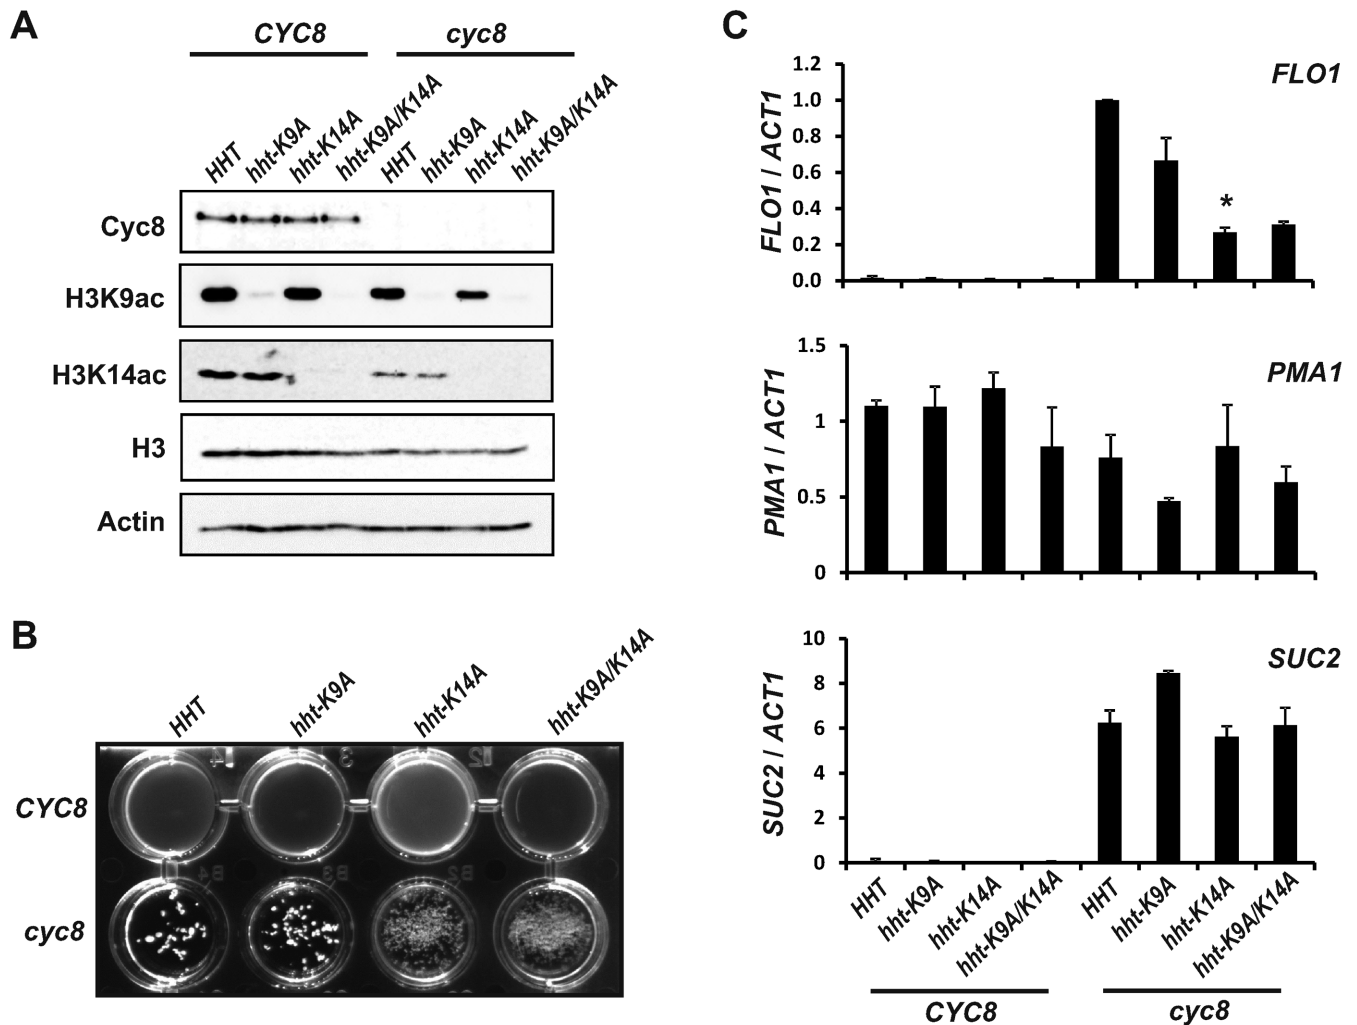 A
CYC8
cyc8
HHT
hht-K9A
hht-K14A
hht-K9A/K14A
HHT
hht-K9A
hht-K14A
hht-K9A/K14A
Cyc8
H3K9ac
H3K14ac
H3
Actin
B
HHT
hht-K9A
hht-K14A
hht-K9A/K14A
CYC8
cyc8
B4
B3
B2
C
FLO1
FLO1 / ACT1
1.2
1.0
0.8
0.6
0.4
0.2
0.0
*
PMA1
PMA1 / ACT1
1.5
1
0.5
0
SUC2
SUC2 / ACT1
10
8
6
4
2
0
HHT
hht-K9A
hht-K14A
hht-K9A/K14A
HHT
hht-K9A
hht-K14A
hht-K9A/K14A
CYC8
cyc8